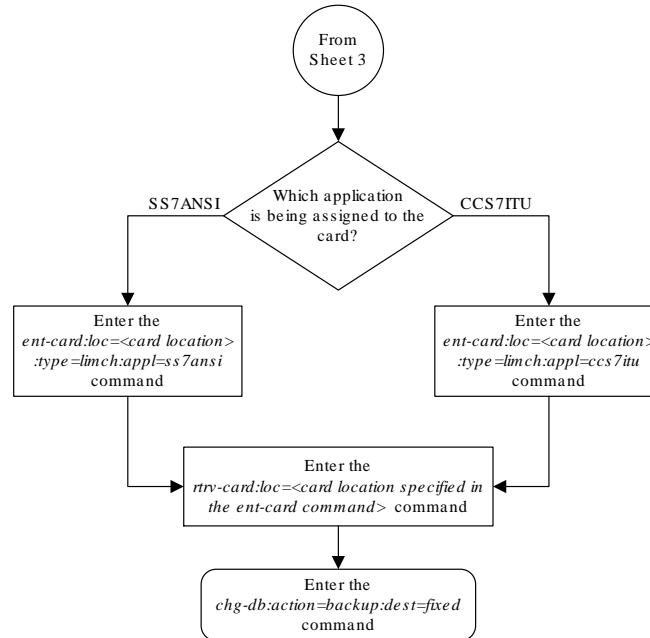 From
Sheet 3
Which application
is being assigned to the
card?
SS7ANSI
CCS7ITU
Enter the
ent-card:loc=<card location>
:type=limch:appl=ss7ansi
command
Enter the
ent-card:loc=<card location>
:type=limch:appl=ccs7itu
command
Enter the
rtrv-card:loc=<card location specified in
the ent-card command> command
Enter the
chg-db:action=backup:dest=fixed
command